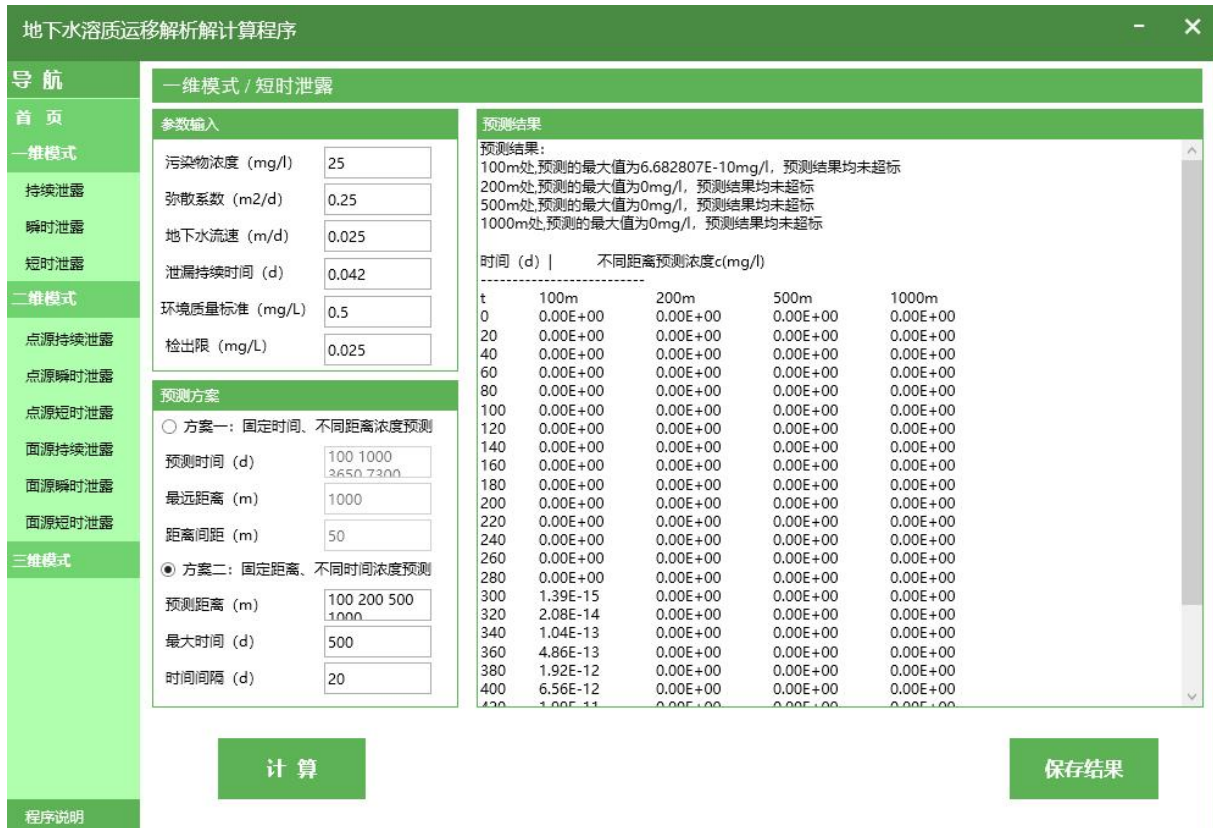 地下水溶质运移解析解计算程序
导 航
首 页
一维模式
持续泄露
瞬时泄露
短时泄露
二维模式
点源持续泄露
点源瞬时泄露
点源短时泄露
面源持续泄露
面源瞬时泄露
面源短时泄露
三维模式
程序说明
一维模式 / 短时泄露
参数输入
污染物浓度（mg/l） 25
弥散系数（m2/d） 0.25
地下水流速（m/d） 0.025
泄漏持续时间（d） 0.042
环境质量标准（mg/L） 0.5
检出限（mg/L） 0.025
预测方案
方案一：固定时间、不同距离浓度预测
预测时间（d） 100 1000
3650 7300
最远距离（m） 1000
距离间距（m） 50
方案二：固定距离、不同时间浓度预测
预测距离（m） 100 200 500
1000
最大时间（d） 500
时间间隔（d） 20
预测结果
预测结果：
100m处,预测的最大值为6.682807E-10mg/l，预测结果均未超标
200m处,预测的最大值为0mg/l，预测结果均未超标
500m处,预测的最大值为0mg/l，预测结果均未超标
1000m处,预测的最大值为0mg/l，预测结果均未超标
时间（d）| 不同距离预测浓度c(mg/l)
--------------------------
t 100m 200m 500m 1000m
0 0.00E+00 0.00E+00 0.00E+00 0.00E+00
20 0.00E+00 0.00E+00 0.00E+00 0.00E+00
40 0.00E+00 0.00E+00 0.00E+00 0.00E+00
60 0.00E+00 0.00E+00 0.00E+00 0.00E+00
80 0.00E+00 0.00E+00 0.00E+00 0.00E+00
100 0.00E+00 0.00E+00 0.00E+00 0.00E+00
120 0.00E+00 0.00E+00 0.00E+00 0.00E+00
140 0.00E+00 0.00E+00 0.00E+00 0.00E+00
160 0.00E+00 0.00E+00 0.00E+00 0.00E+00
180 0.00E+00 0.00E+00 0.00E+00 0.00E+00
200 0.00E+00 0.00E+00 0.00E+00 0.00E+00
220 0.00E+00 0.00E+00 0.00E+00 0.00E+00
240 0.00E+00 0.00E+00 0.00E+00 0.00E+00
260 0.00E+00 0.00E+00 0.00E+00 0.00E+00
280 0.00E+00 0.00E+00 0.00E+00 0.00E+00
300 1.39E-15 0.00E+00 0.00E+00 0.00E+00
320 2.08E-14 0.00E+00 0.00E+00 0.00E+00
340 1.04E-13 0.00E+00 0.00E+00 0.00E+00
360 4.86E-13 0.00E+00 0.00E+00 0.00E+00
380 1.92E-12 0.00E+00 0.00E+00 0.00E+00
400 6.56E-12 0.00E+00 0.00E+00 0.00E+00
计 算
保存结果